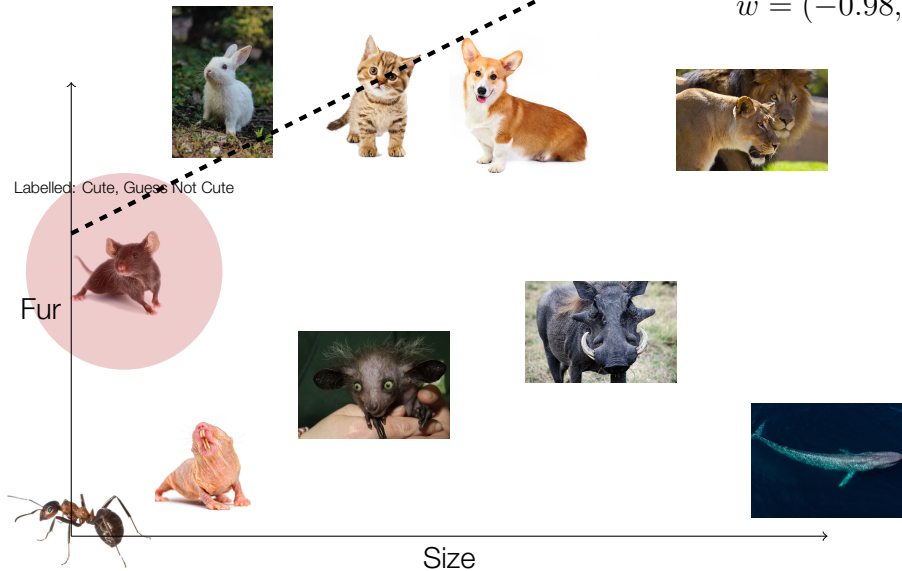 w = (−0.98,
Labelled: Cute, Guess Not Cute
Fur
Size